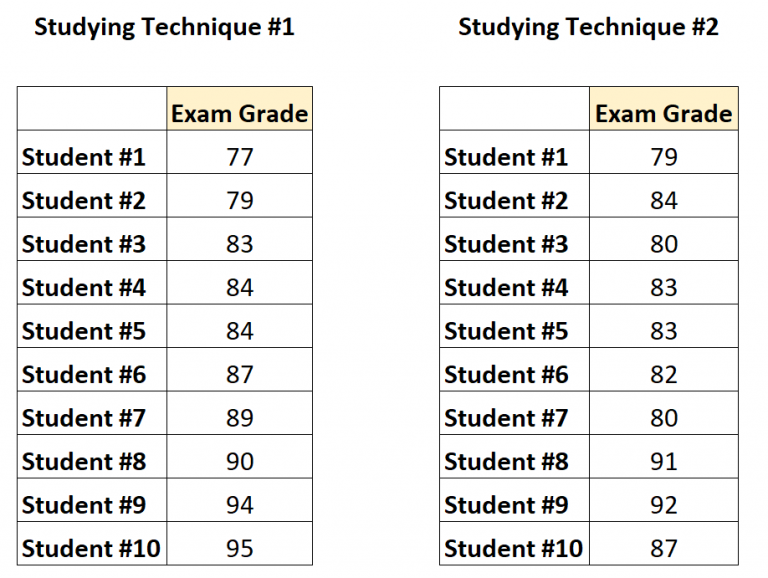 Studying Technique #1 Studying Technique #2
Exam Grade Exam Grade
Student #1 77 Student #1 79
Student #2 79 Student #2 84
Student #3 83 Student #3 80
Student #4 84 Student #4 83
Student #5 84 Student #5 83
Student #6 87 Student #6 82
Student #7 89 Student #7 80
Student #8 90 Student #8 91
Student #9 94 Student #9 92
Student #10 95 Student #10 87